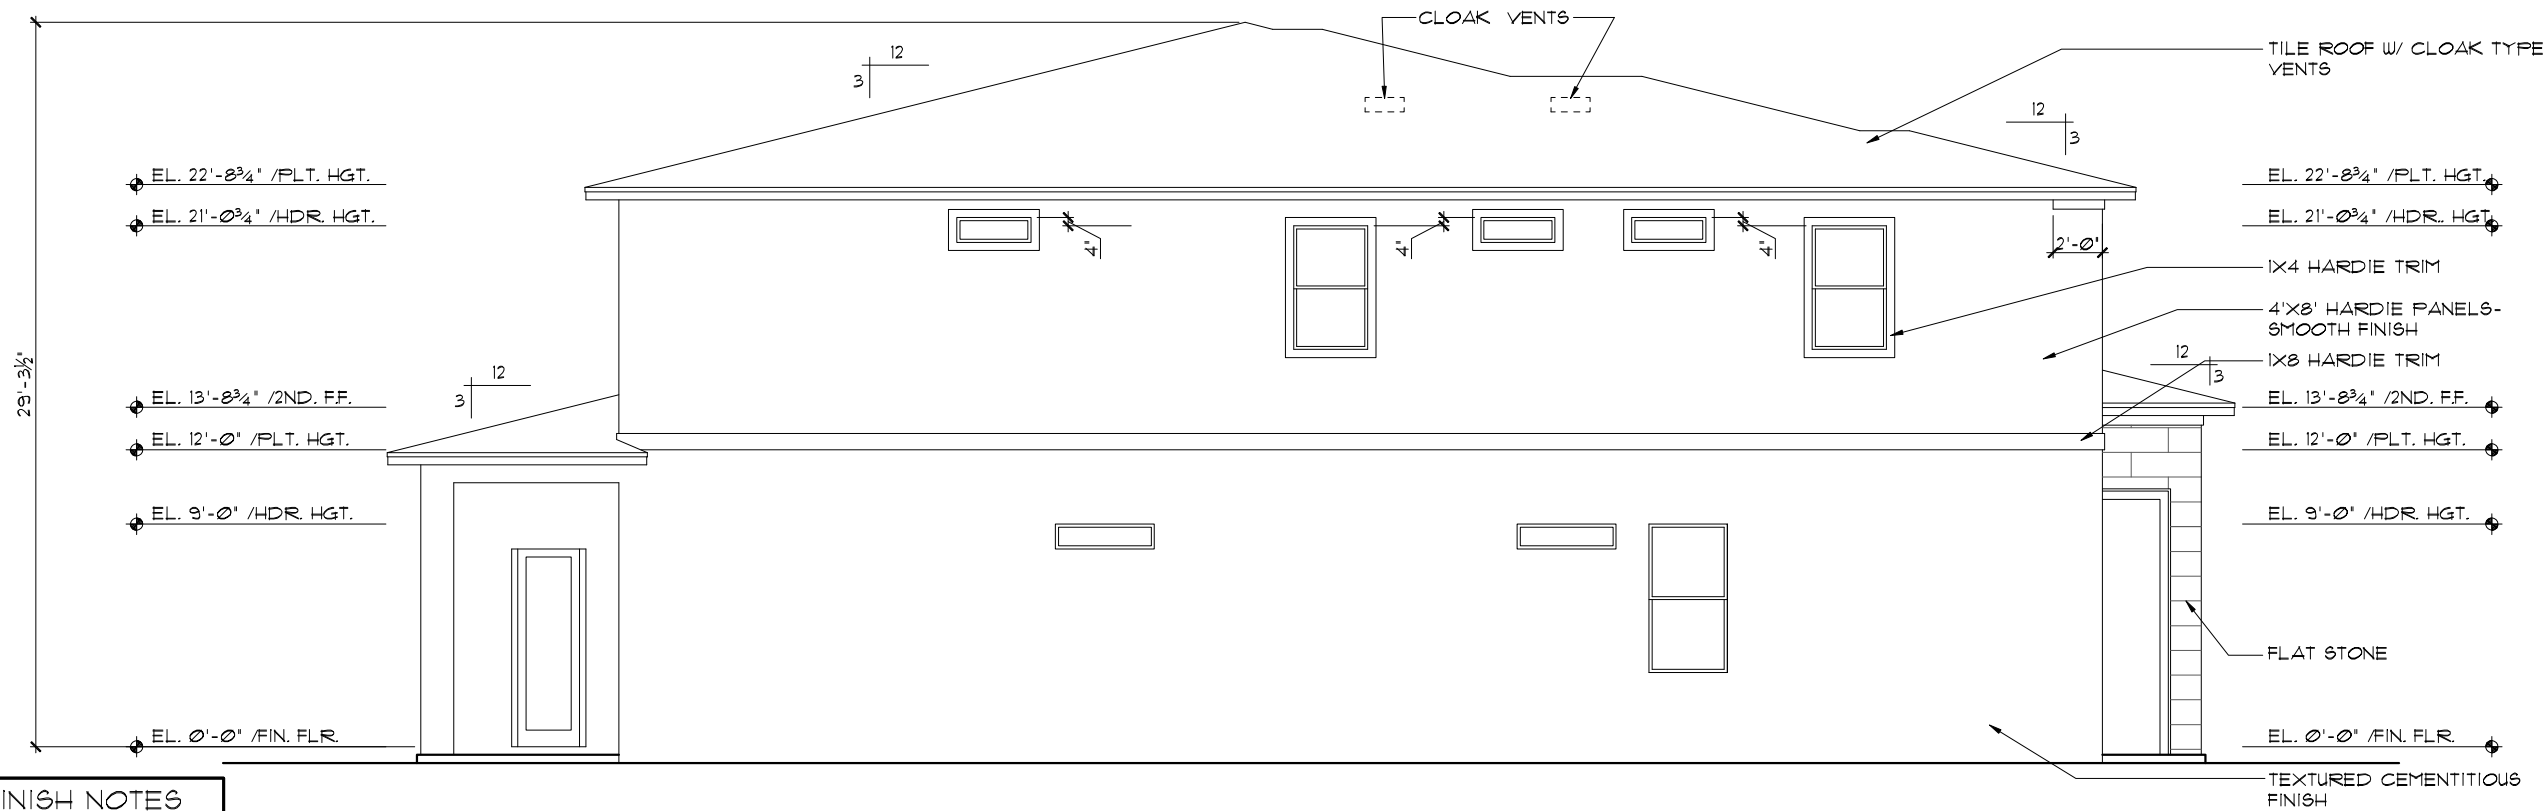 CLOAK VENTS
12
3
TILE ROOF W/ CLOAK TYPE
VENTS
12
3
EL. 22'-8¾" /PLT. HGT.
EL. 21'-0¾" /HDR. HGT.
EL. 22'-8¾" /PLT. HGT.
EL. 21'-0¾" /HDR.. HGT
4"
4"
4"
2'-0"
1X4 HARDIE TRIM
4'X8' HARDIE PANELS-
SMOOTH FINISH
1X8 HARDIE TRIM
12
3
12
3
29'-3½"
EL. 13'-8¾" /2ND. F.F.
EL. 12'-0" /PLT. HGT.
EL. 9'-0" /HDR. HGT.
EL. 13'-8¾" /2ND. F.F.
EL. 12'-0" /PLT. HGT.
EL. 9'-0" /HDR. HGT.
FLAT STONE
EL. 0'-0" /FIN. FLR.
EL. 0'-0" /FIN. FLR.
TEXTURED CEMENTITIOUS
FINISH
INISH NOTES